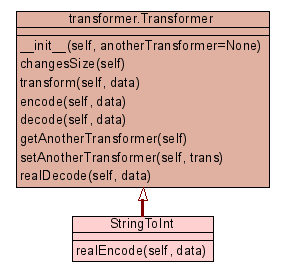 transformer.Transformer
__init__(self, anotherTransformer=None)
changesSize(self)
transform(self, data)
encode(self, data)
decode(self, data)
getAnotherTransformer(self)
setAnotherTransformer(self, trans)
realDecode(self, data)
StringToInt
realEncode(self, data)